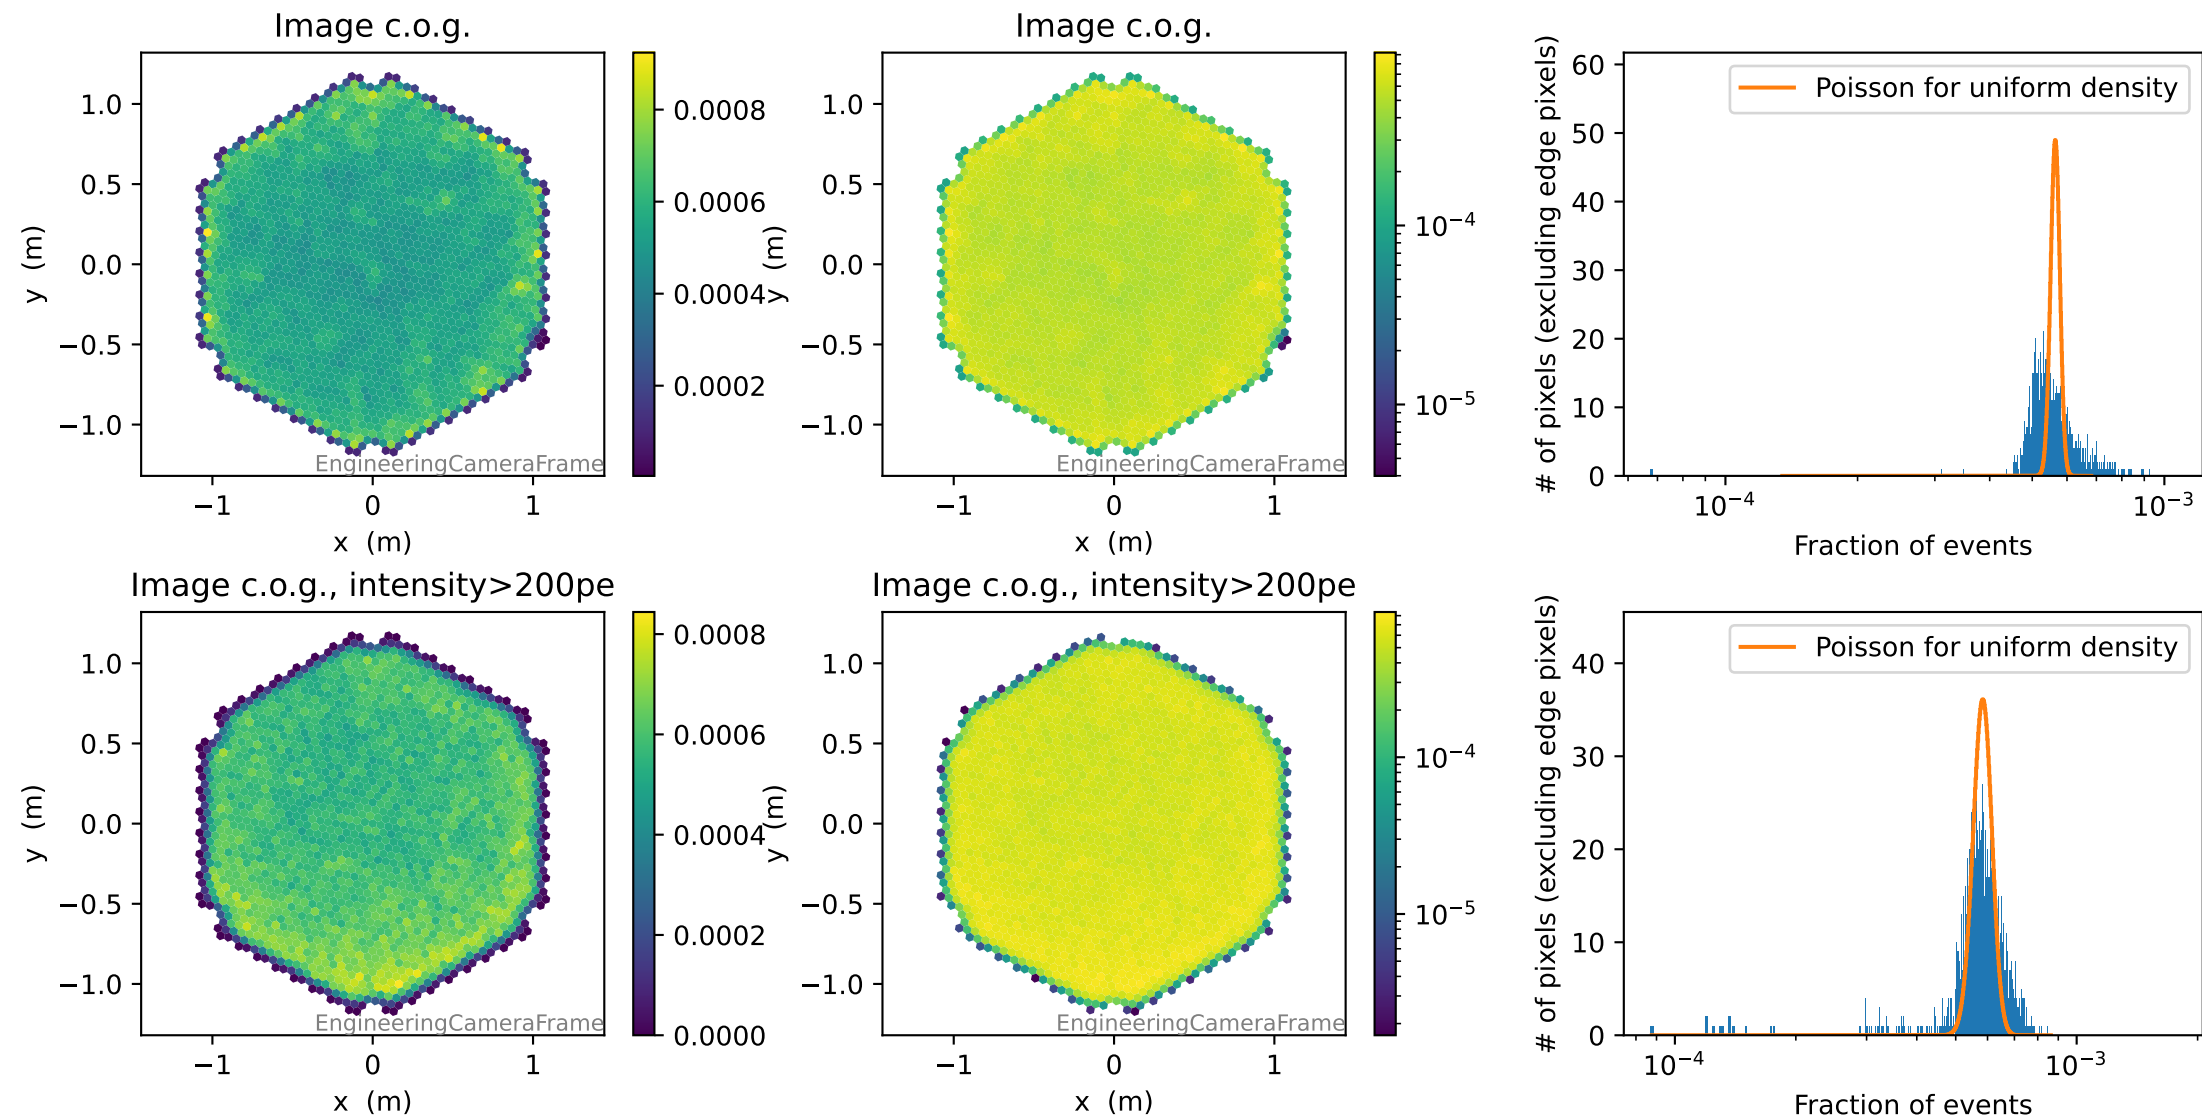 Image c.o.g.
1.0
0.5
0.0
−0.5
−1.0
y (m)
−1
0
1
x (m)
EngineeringCameraFrame
0.0008
0.0006
0.0004
0.0002
Image c.o.g.
1.0
0.5
0.0
−0.5
−1.0
y (m)
−1
0
1
x (m)
EngineeringCameraFrame
10⁻⁴
10⁻⁵
# of pixels (excluding edge pixels)
60
50
40
30
20
10
0
Poisson for uniform density
10⁻⁴
10⁻³
Fraction of events
Image c.o.g., intensity>200pe
1.0
0.5
0.0
−0.5
−1.0
y (m)
−1
0
1
x (m)
EngineeringCameraFrame
0.0008
0.0006
0.0004
0.0002
0.0000
Image c.o.g., intensity>200pe
1.0
0.5
0.0
−0.5
−1.0
y (m)
−1
0
1
x (m)
EngineeringCameraFrame
10⁻⁴
10⁻⁵
# of pixels (excluding edge pixels)
40
30
20
10
0
Poisson for uniform density
10⁻⁴
10⁻³
Fraction of events